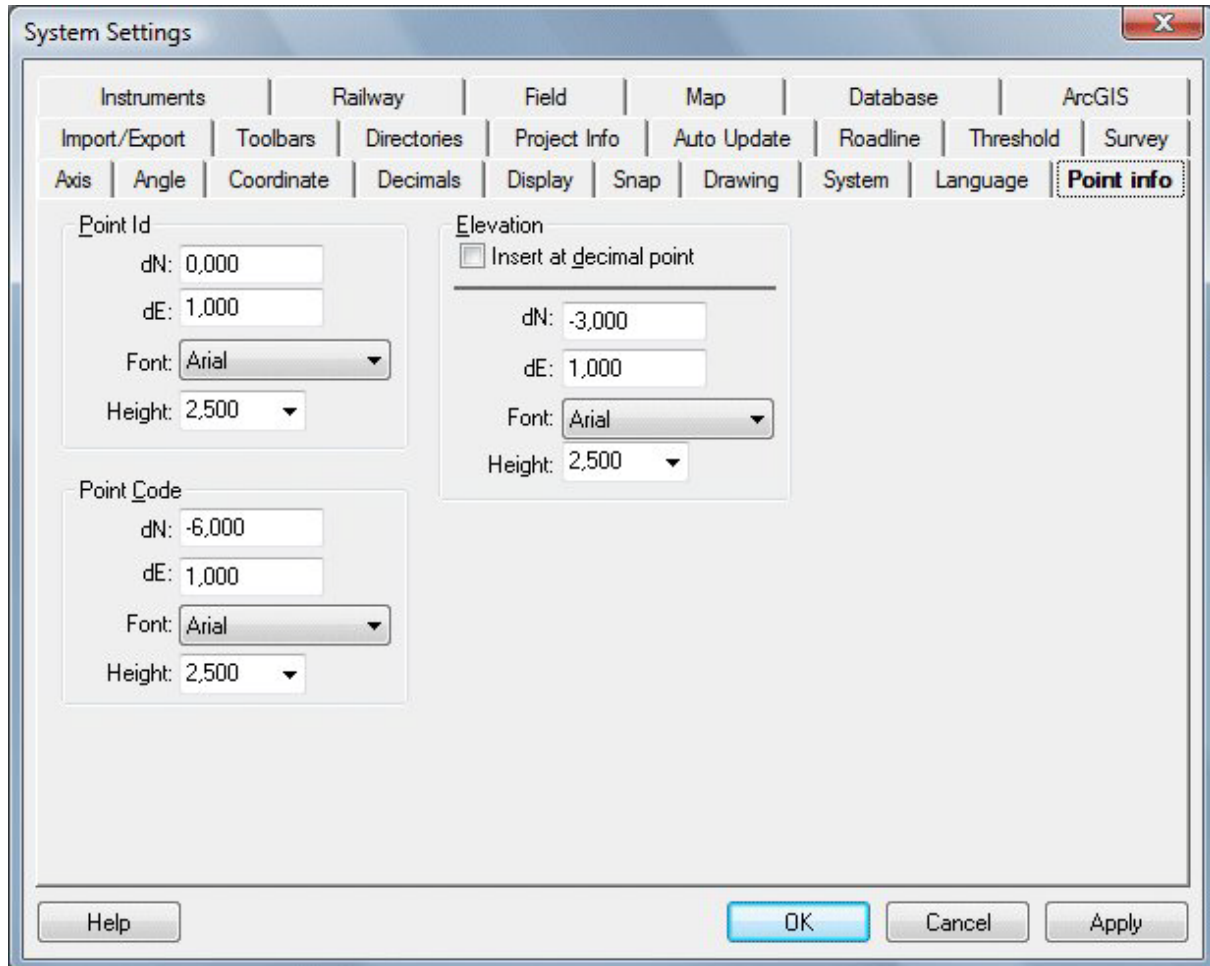 System Settings
Instruments Railway Field Map Database ArcGIS
Import/Export Toolbars Directories Project Info Auto Update Roadline Threshold Survey
Axis Angle Coordinate Decimals Display Snap Drawing System Language Point info
Point Id
dN: 0,000
dE: 1,000
Font: Arial
Height: 2,500
Point Code
dN: -6,000
dE: 1,000
Font: Arial
Height: 2,500
Elevation
Insert at decimal point
dN: -3,000
dE: 1,000
Font: Arial
Height: 2,500
Help OK Cancel Apply